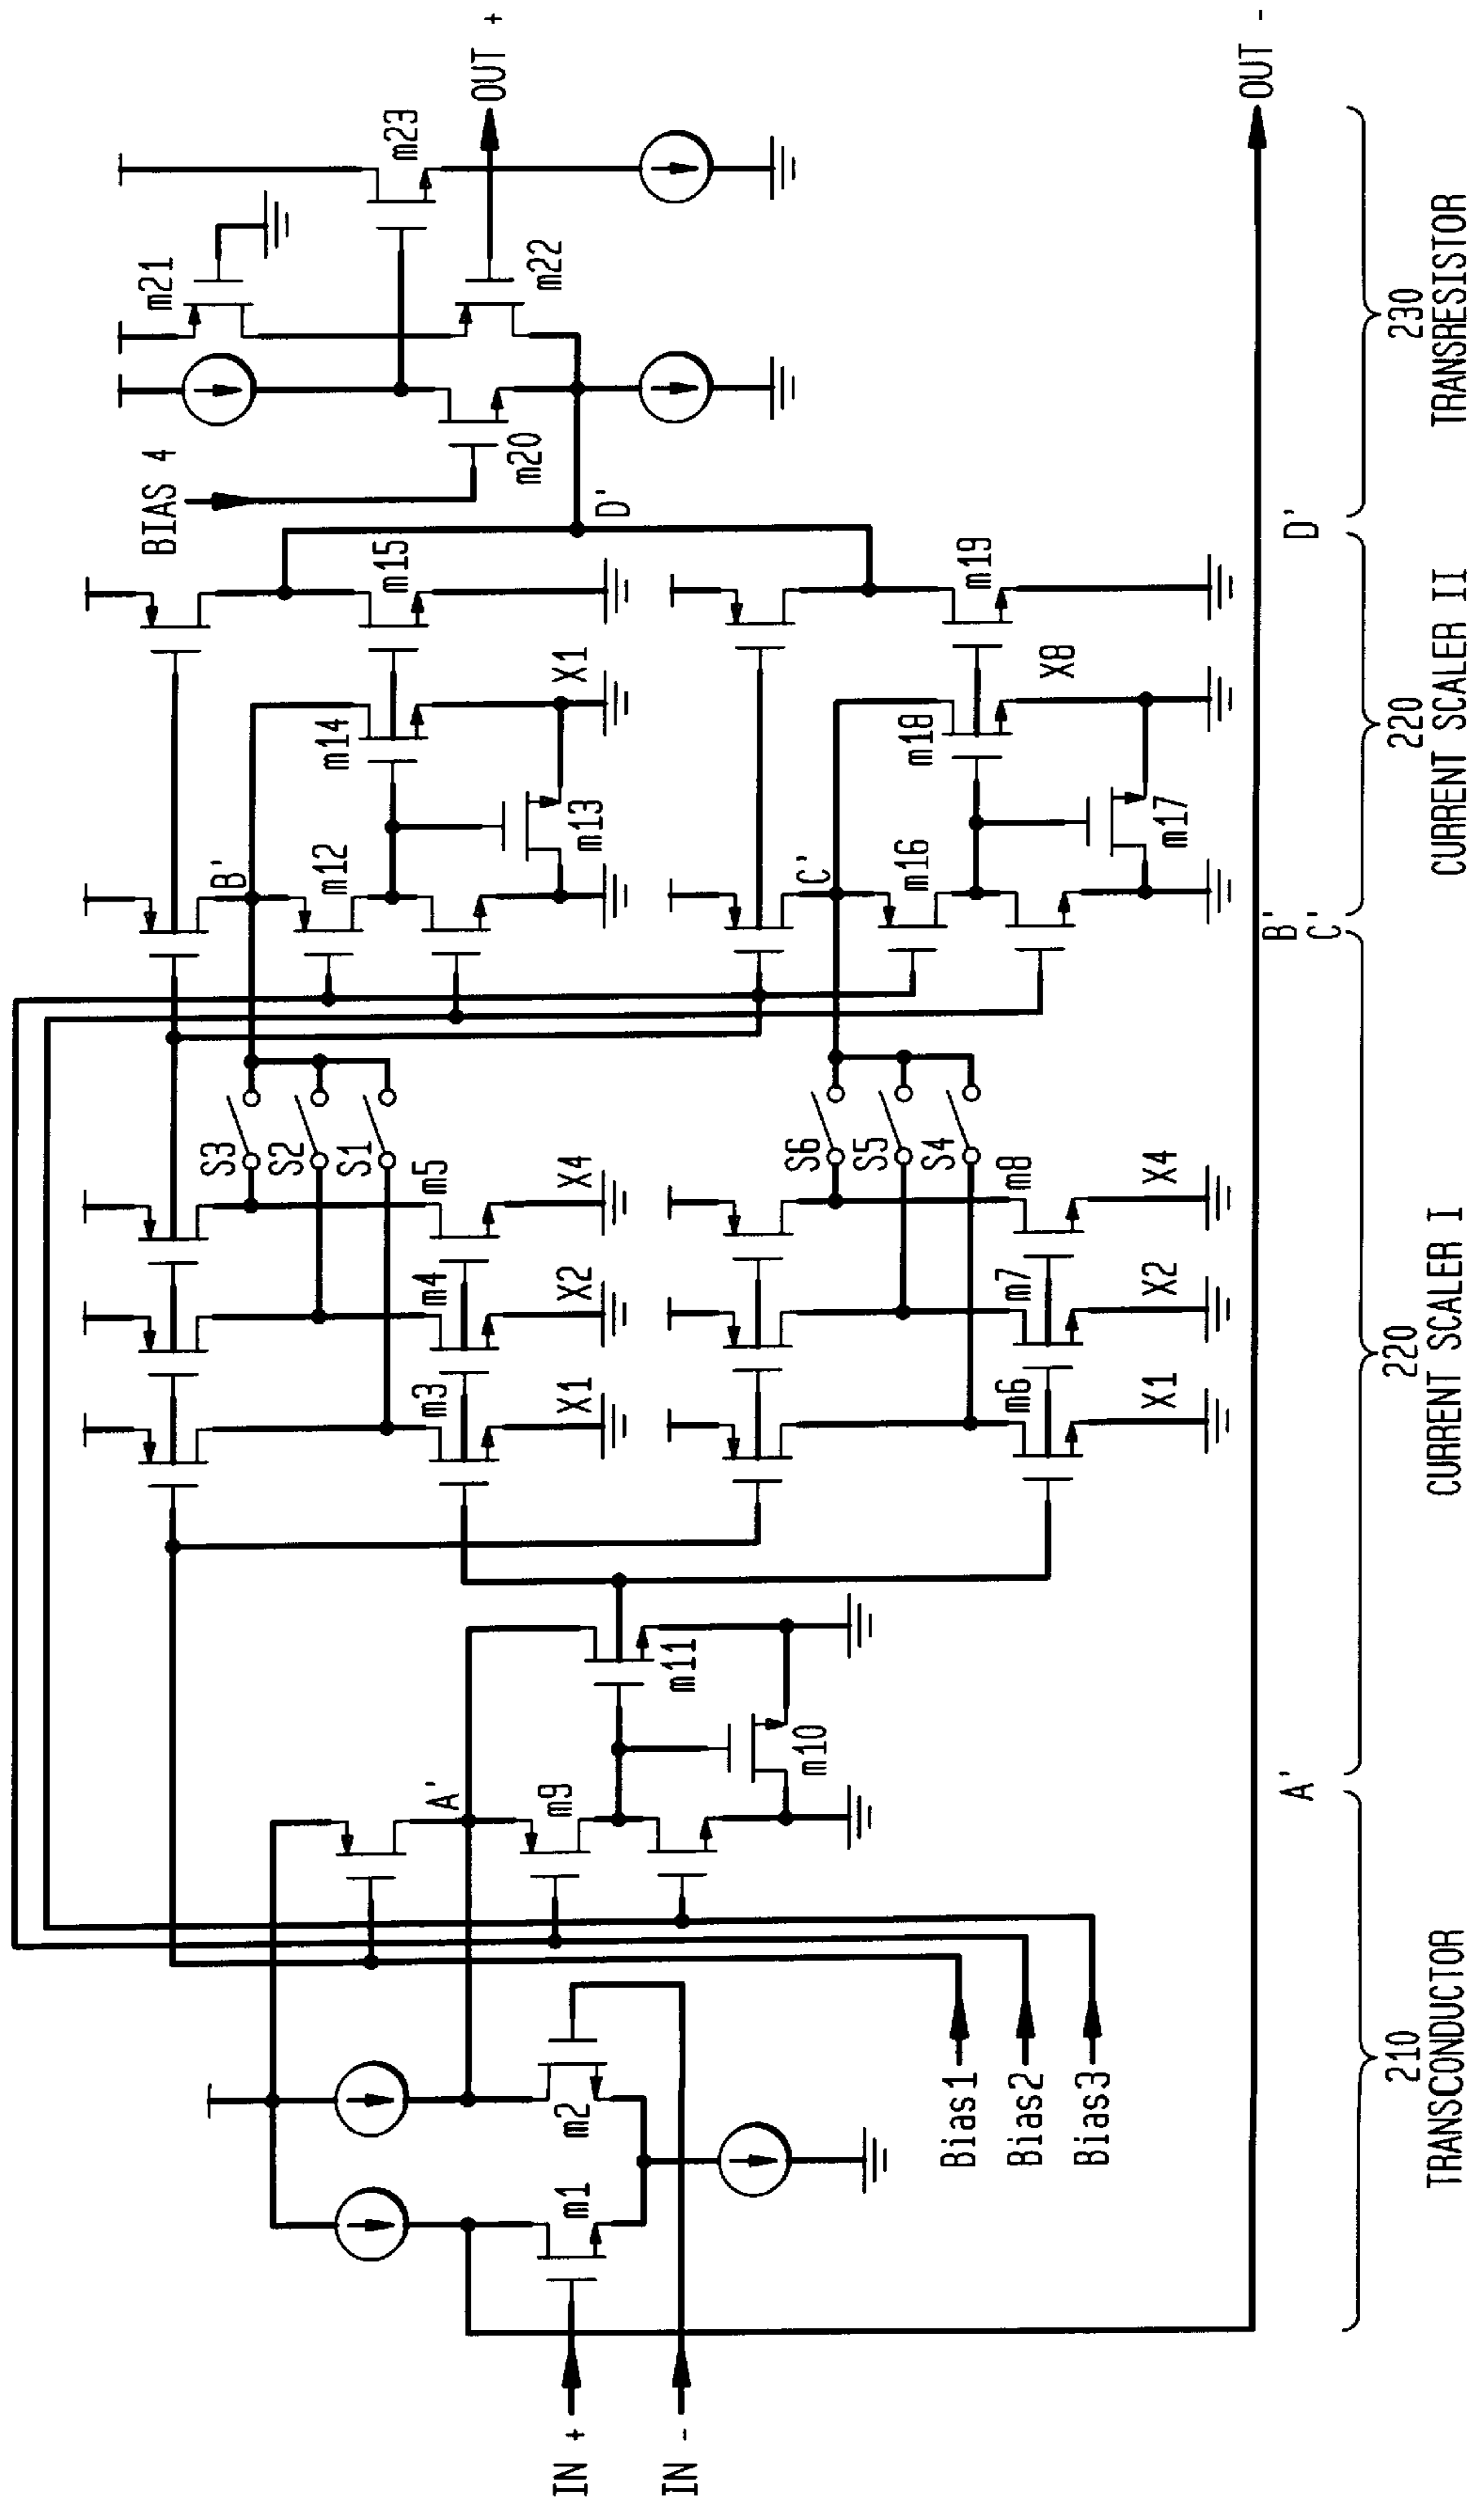 IN +
IN -
m1
m2
Bias1
Bias2
Bias3
A'
m9
m10
m11
m3
X1
m4
X2
m5
X4
S3
S2
S1
m6
X1
m7
X2
m8
X4
S6
S5
S4
B'
m12
m13
m14
X1
m15
C'
m16
m17
m18
X8
m19
BIAS 4
D'
m20
m21
m22
m23
OUT +
OUT -
A'
B'
C'
D'
210
TRANSCONDUCTOR
220
CURRENT SCALER I
220
CURRENT SCALER II
230
TRANSRESISTOR